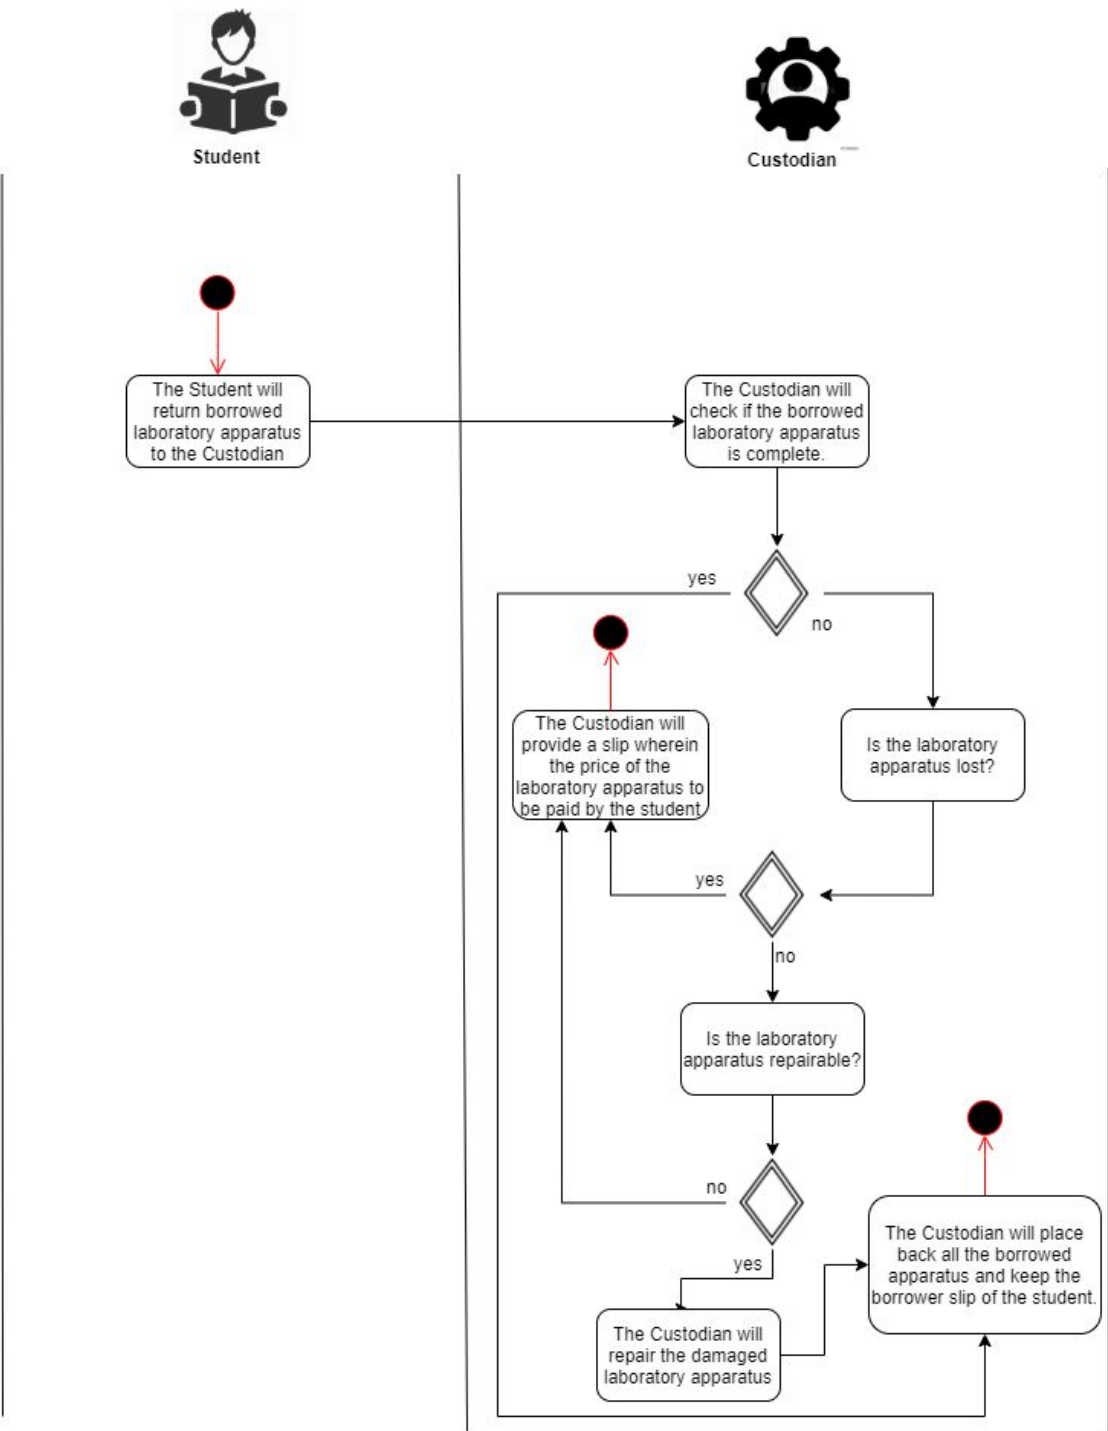 Student
Custodian
The Student will
return borrowed
laboratory apparatus
to the Custodian
The Custodian will
check if the borrowed
laboratory apparatus
is complete.
yes
no
The Custodian will
provide a slip wherein
the price of the
laboratory apparatus to
be paid by the student
Is the laboratory
apparatus lost?
yes
no
Is the laboratory
apparatus repairable?
no
yes
The Custodian will place
back all the borrowed
apparatus and keep the
borrower slip of the student.
The Custodian will
repair the damaged
laboratory apparatus